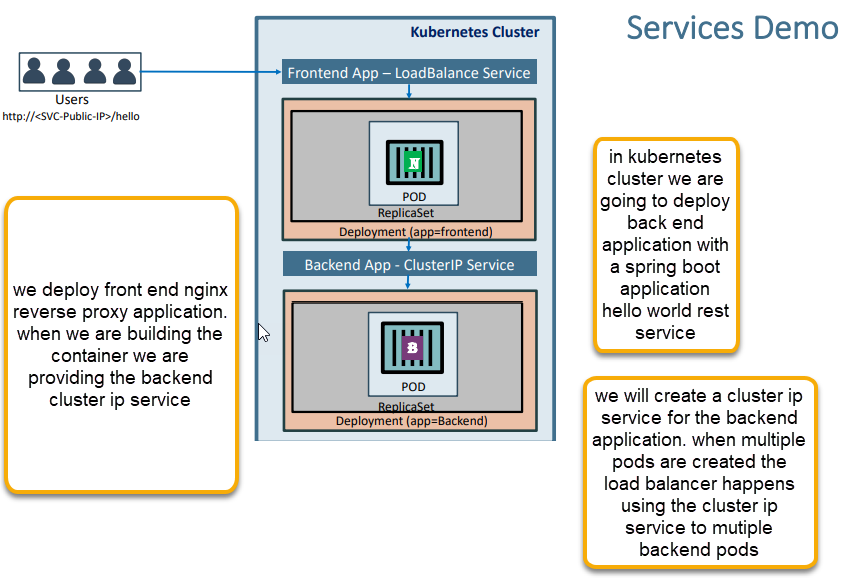 Services Demo
Kubernetes Cluster
Frontend App – LoadBalance Service
Users
http://<SVC-Public-IP>/hello
N
POD
ReplicaSet
Deployment (app=frontend)
Backend App - ClusterIP Service
B
POD
ReplicaSet
Deployment (app=Backend)
we deploy front end nginx
reverse proxy application.
when we are building the
container we are
providing the backend
cluster ip service
in kubernetes
cluster we are
going to deploy
back end
application with
a spring boot
application
hello world rest
service
we will create a cluster ip
service for the backend
application. when multiple
pods are created the
load balancer happens
using the cluster ip
service to mutiple
backend pods